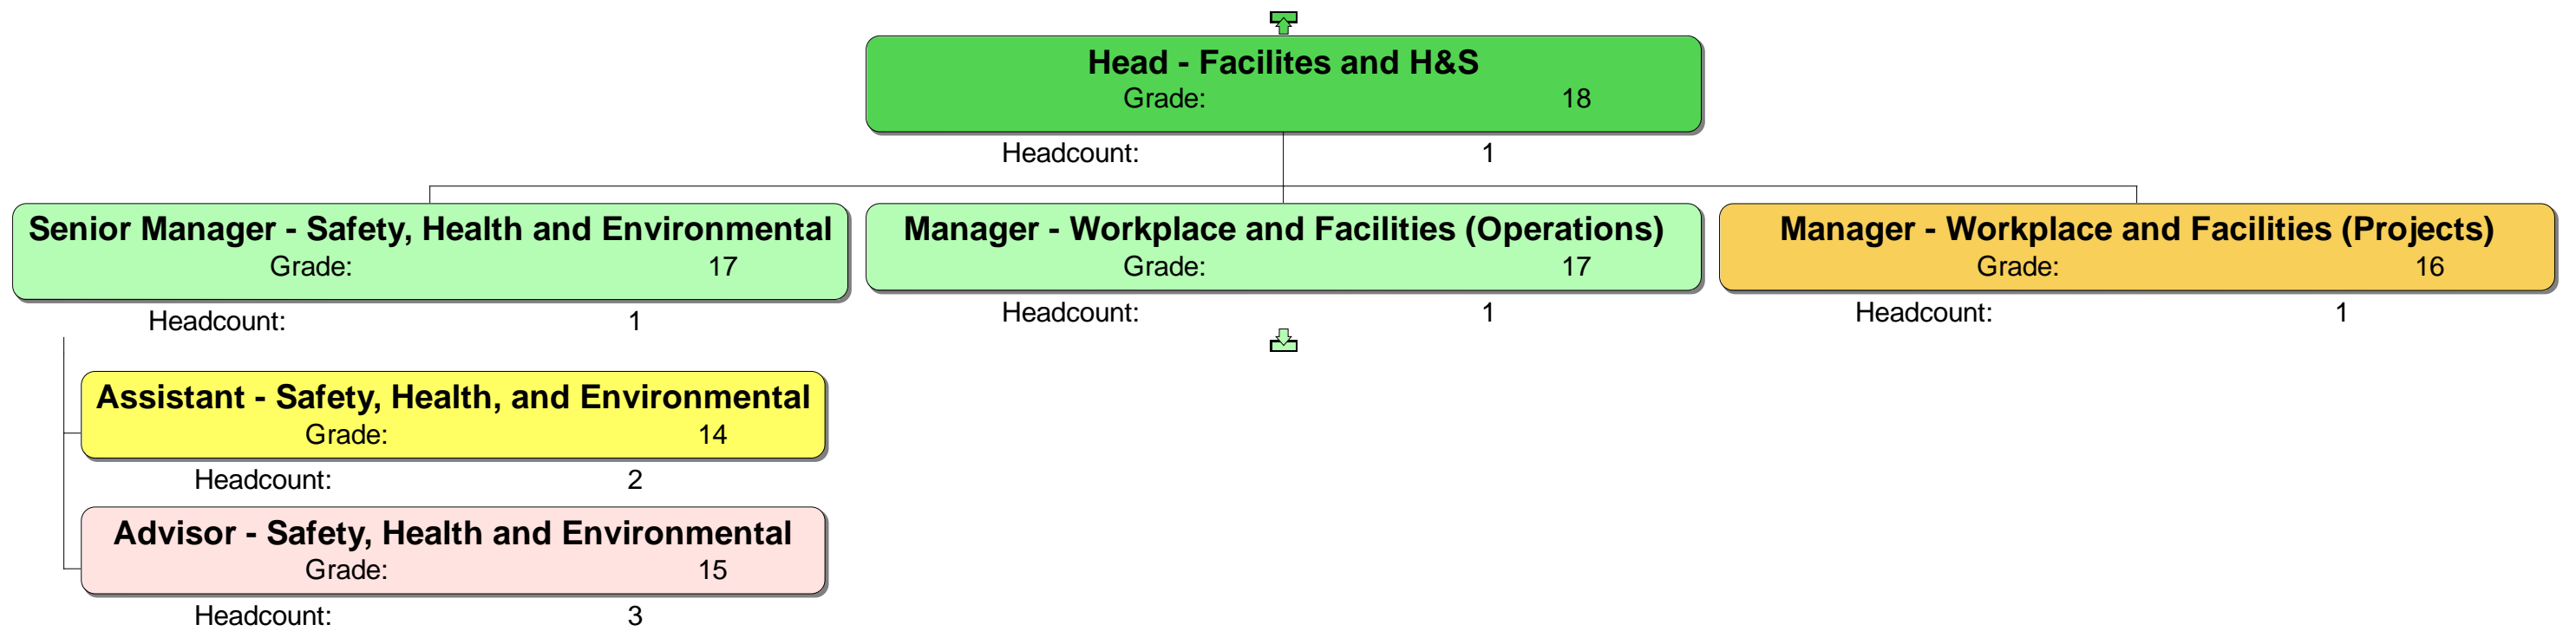 Head - Facilites and H&S
Grade: 18
Headcount: 1
Senior Manager - Safety, Health and Environmental
Grade: 17
Headcount: 1
Manager - Workplace and Facilities (Operations)
Grade: 17
Headcount: 1
Manager - Workplace and Facilities (Projects)
Grade: 16
Headcount: 1
Assistant - Safety, Health, and Environmental
Grade: 14
Headcount: 2
Advisor - Safety, Health and Environmental
Grade: 15
Headcount: 3